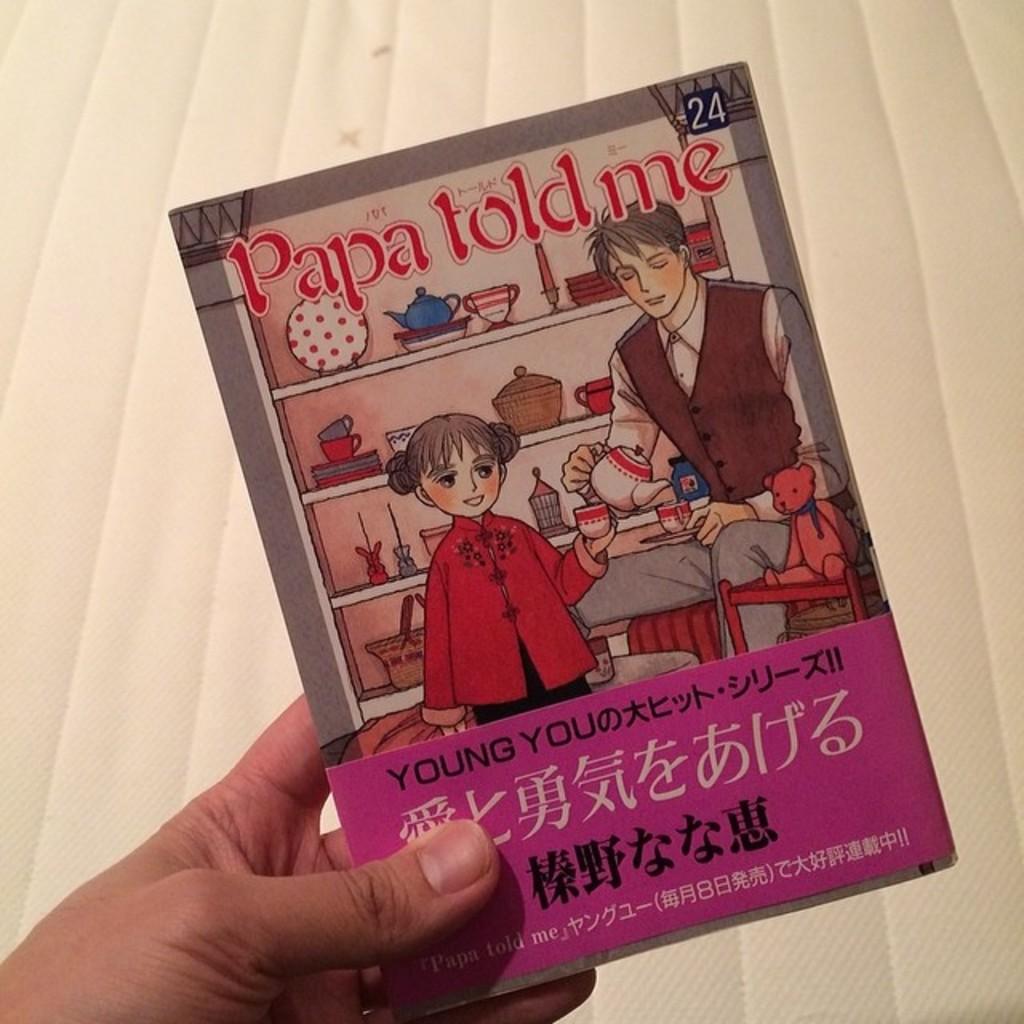 24
パパ トールド ミー
Papa told me
YOUNG YOUの大ヒット・シリーズ!!
愛と勇気をあげる
榛野なな恵
『Papa told me』ヤングユー(毎月8日発売)で大好評連載中!!